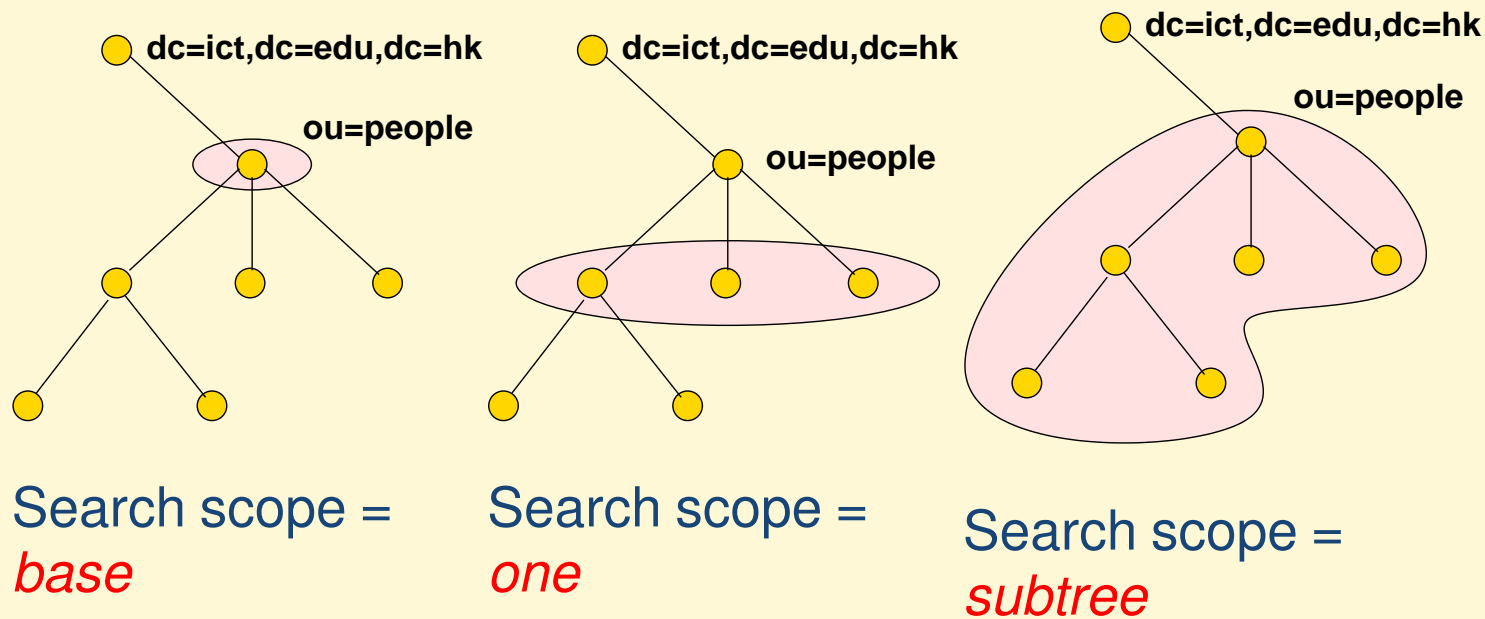 dc=ict,dc=edu,dc=hk
ou=people
Search scope =
base
dc=ict,dc=edu,dc=hk
ou=people
Search scope =
one
dc=ict,dc=edu,dc=hk
ou=people
Search scope =
subtree